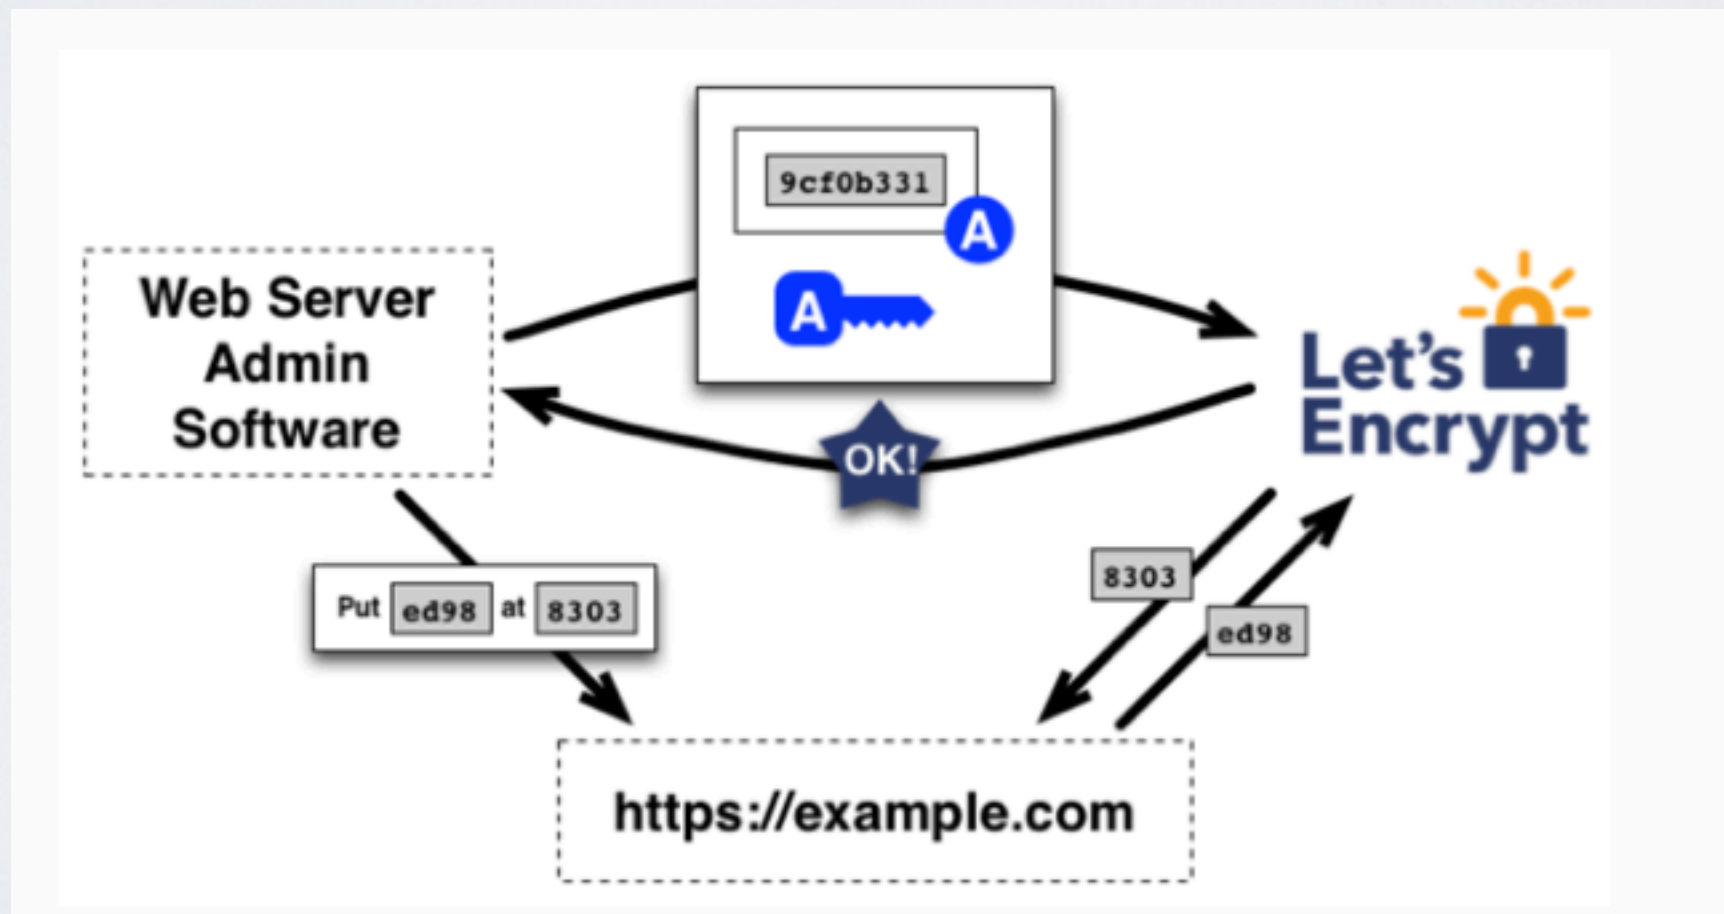 9cf0b331
A
A
Web Server
Admin
Software
Let's
Encrypt
OK!
Put ed98 at 8303
8303
ed98
https://example.com